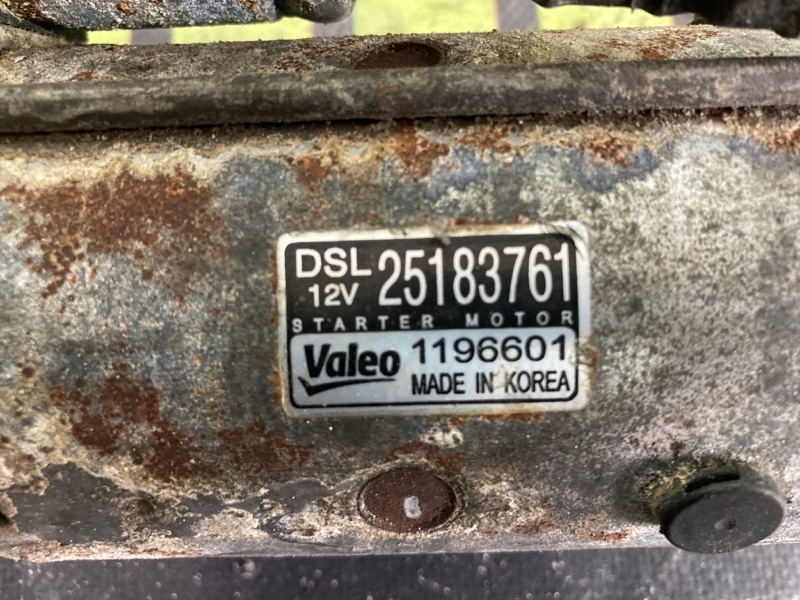 DSL 12V 25183761
STARTER MOTOR
Valeo 1196601
MADE IN KOREA